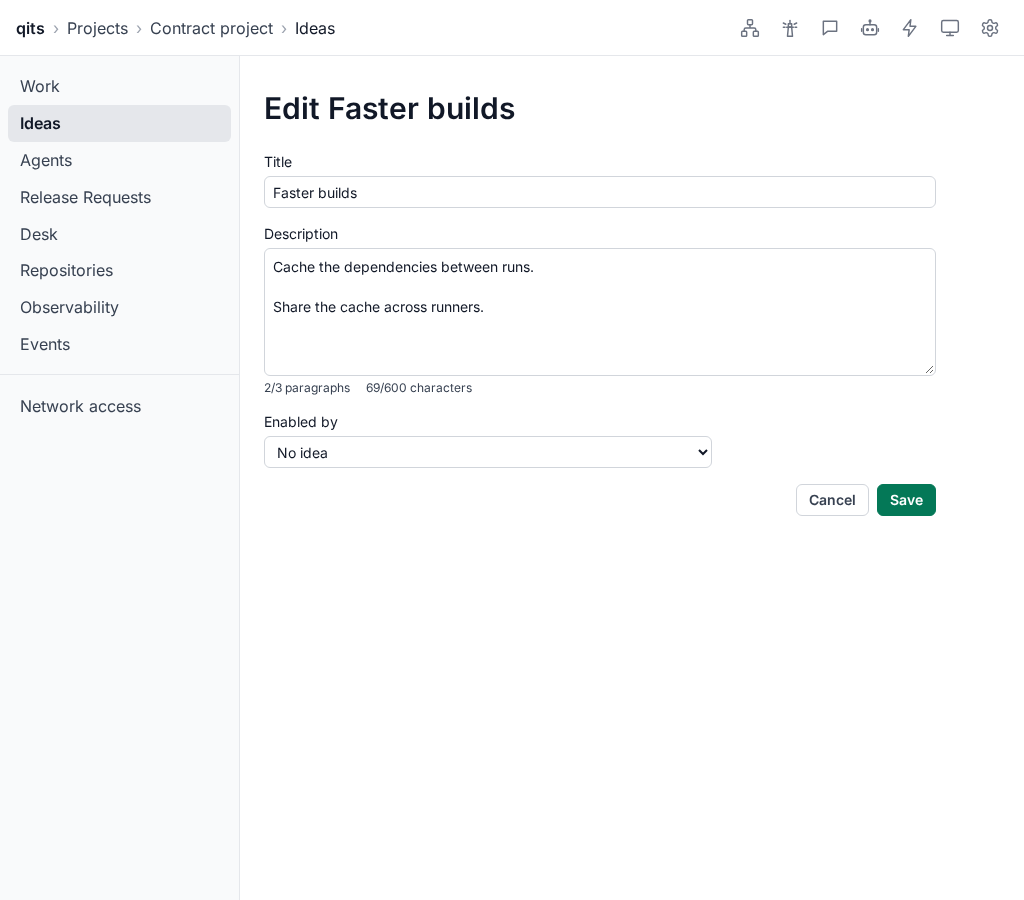 qits › Projects › Contract project › Ideas
Work
Ideas
Agents
Release Requests
Desk
Repositories
Observability
Events
Network access
Edit Faster builds
Title
Faster builds
Description
Cache the dependencies between runs.
Share the cache across runners.
2/3 paragraphs 69/600 characters
Enabled by
No idea
Cancel Save